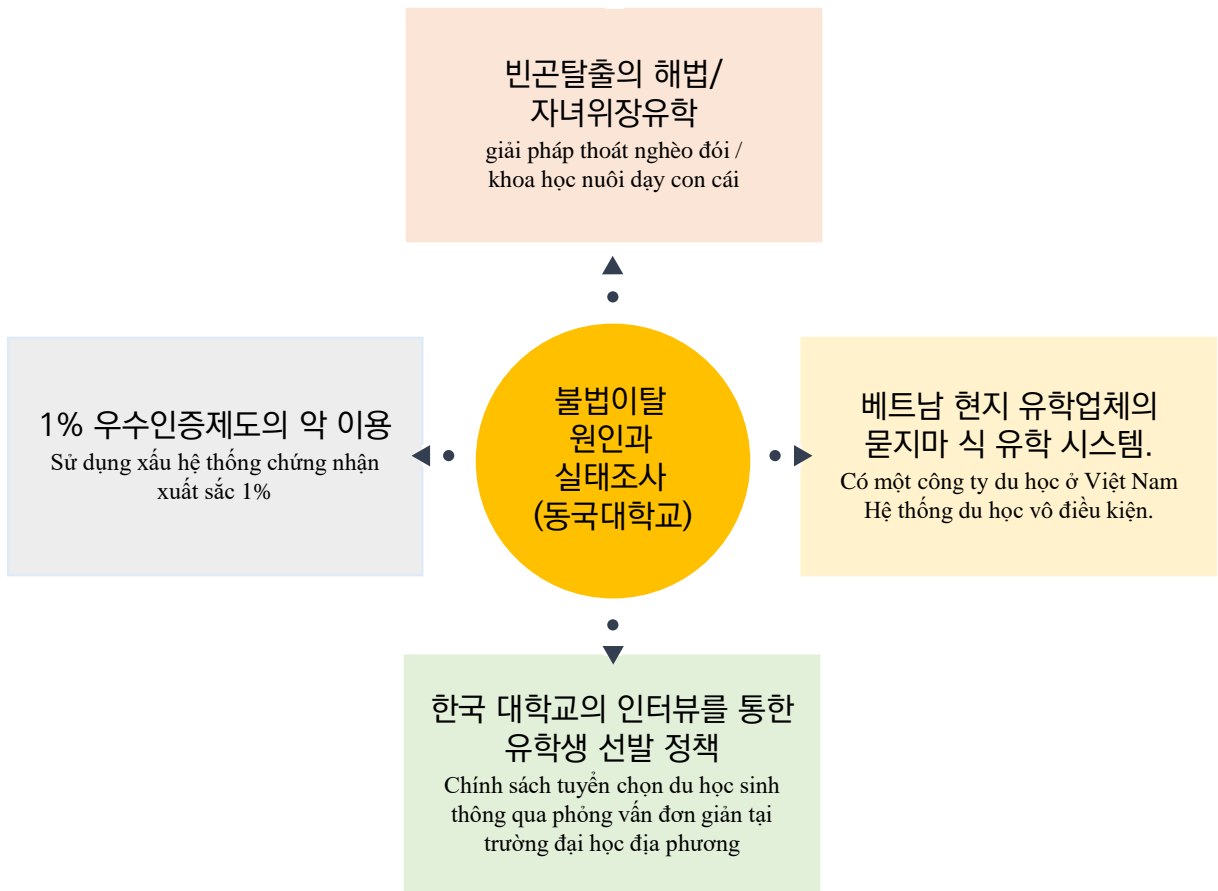 빈곤탈출의 해법/
자녀위장유학
giải pháp thoát nghèo đói /
khoa học nuôi dạy con cái
1% 우수인증제도의 악 이용
Sử dụng xấu hệ thống chứng nhận
xuất sắc 1%
불법이탈
원인과
실태조사
(동국대학교)
베트남 현지 유학업체의
묻지마 식 유학 시스템.
Có một công ty du học ở Việt Nam
Hệ thống du học vô điều kiện.
한국 대학교의 인터뷰를 통한
유학생 선발 정책
Chính sách tuyển chọn du học sinh
thông qua phỏng vấn đơn giản tại
trường đại học địa phương